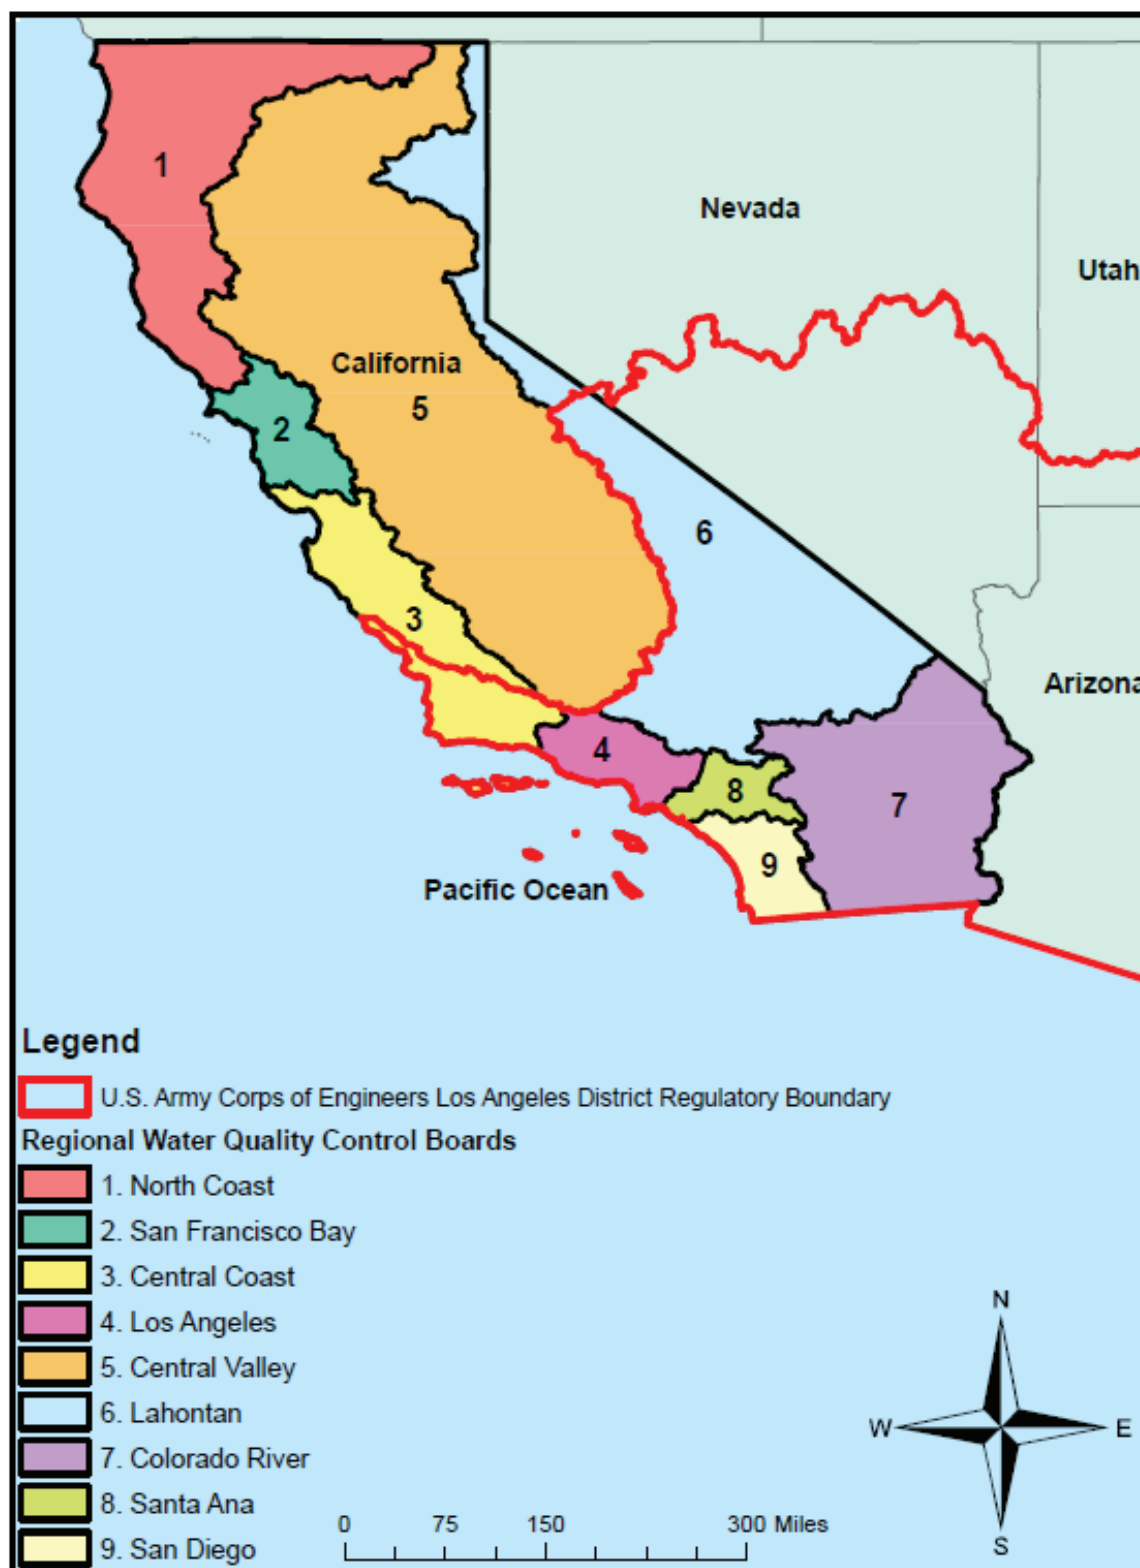 1
Nevada
Utah
California
5
2
6
3
Arizona
4
8
7
9
Pacific Ocean
Legend
U.S. Army Corps of Engineers Los Angeles District Regulatory Boundary
Regional Water Quality Control Boards
1. North Coast
2. San Francisco Bay
3. Central Coast
4. Los Angeles
5. Central Valley
6. Lahontan
7. Colorado River
8. Santa Ana
9. San Diego
0 75 150 300 Miles
N
W E
S